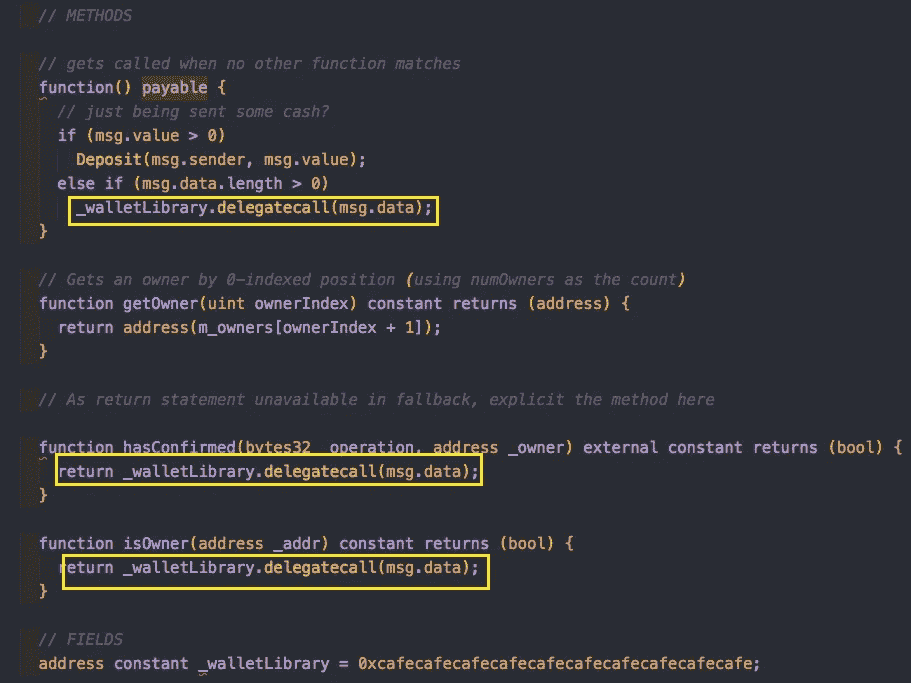 // METHODS
// gets called when no other function matches
function() payable {
// just being sent some cash?
if (msg.value > 0)
Deposit(msg.sender, msg.value);
else if (msg.data.length > 0)
_walletLibrary.delegatecall(msg.data);
}
// Gets an owner by 0-indexed position (using numOwners as the count)
function getOwner(uint ownerIndex) constant returns (address) {
return address(m_owners[ownerIndex + 1]);
}
// As return statement unavailable in fallback, explicit the method here
function hasConfirmed(bytes32 _operation, address _owner) external constant returns (bool) {
return _walletLibrary.delegatecall(msg.data);
}
function isOwner(address _addr) constant returns (bool) {
return _walletLibrary.delegatecall(msg.data);
}
// FIELDS
address constant _walletLibrary = 0xcafecafecafecafecafecafecafecafecafecafe;